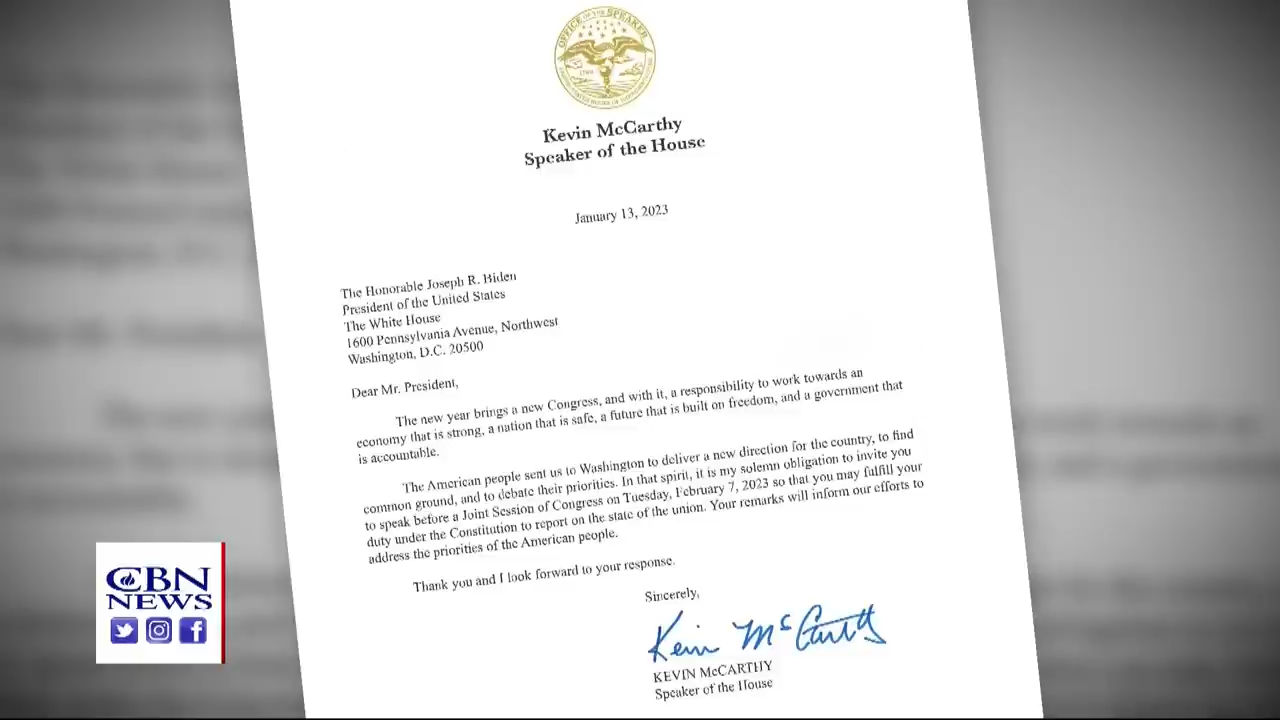 OFFICE OF THE SPEAKER
Kevin McCarthy
Speaker of the House
January 13, 2023
The Honorable Joseph R. Biden
President of the United States
The White House
1600 Pennsylvania Avenue, Northwest
Washington, D.C. 20500
Dear Mr. President,
The new year brings a new Congress, and with it, a responsibility to work towards an
economy that is strong, a nation that is safe, a future that is built on freedom, and a government that
is accountable.
The American people sent us to Washington to deliver a new direction for the country, to find
common ground, and to debate their priorities. In that spirit, it is my solemn obligation to invite you
to speak before a Joint Session of Congress on Tuesday, February 7, 2023 so that you may fulfill your
duty under the Constitution to report on the state of the union. Your remarks will inform our efforts to
address the priorities of the American people.
Thank you and I look forward to your response.
Sincerely,
Kevin McCarthy
KEVIN McCARTHY
Speaker of the House
CBN
NEWS